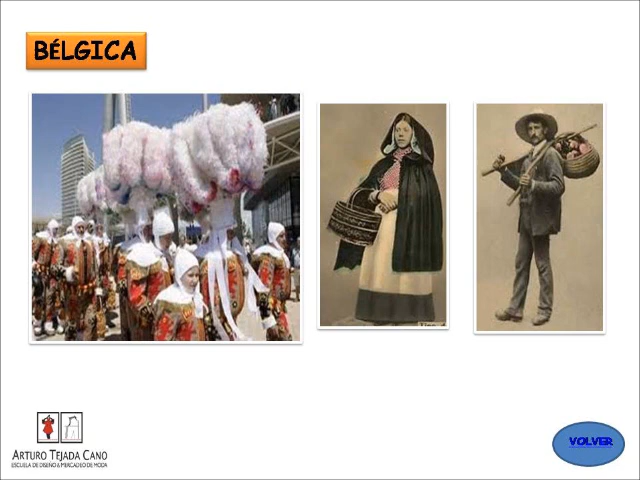 BÉLGICA
ARTURO TEJADA CANO
ESCUELA DE DISEÑO & MERCADEO DE MODA
VOLVER